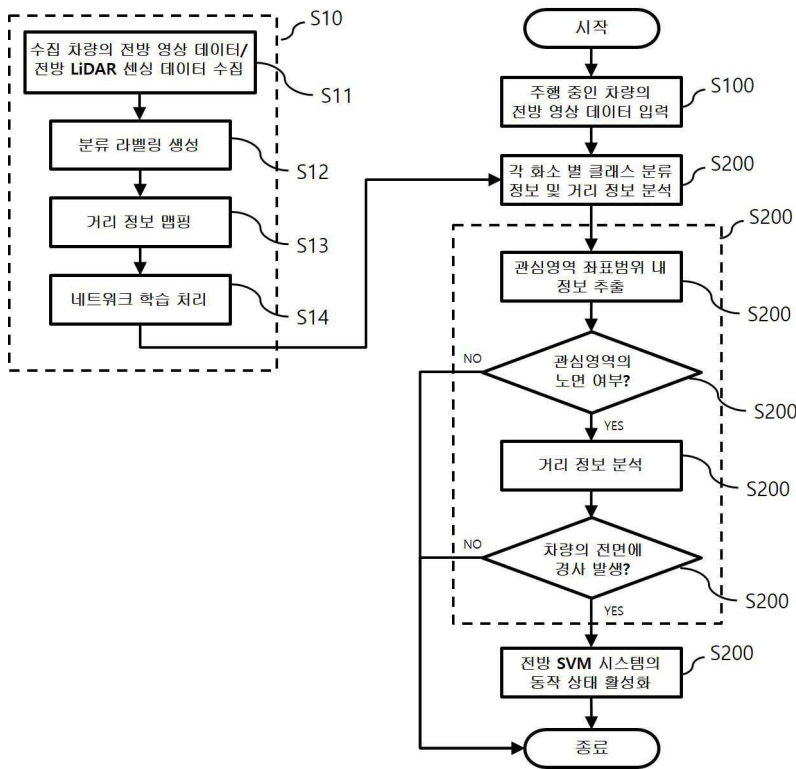 S10
수집 차량의 전방 영상 데이터/
전방 LiDAR 센싱 데이터 수집
S11
분류 라벨링 생성
S12
거리 정보 맵핑
S13
네트워크 학습 처리
S14
시작
주행 중인 차량의
전방 영상 데이터 입력
S100
각 화소 별 클래스 분류
정보 및 거리 정보 분석
S200
S200
관심영역 좌표범위 내
정보 추출
S200
NO
관심영역의
노면 여부?
S200
YES
거리 정보 분석
S200
NO
차량의 전면에
경사 발생?
S200
YES
전방 SVM 시스템의
동작 상태 활성화
S200
종료